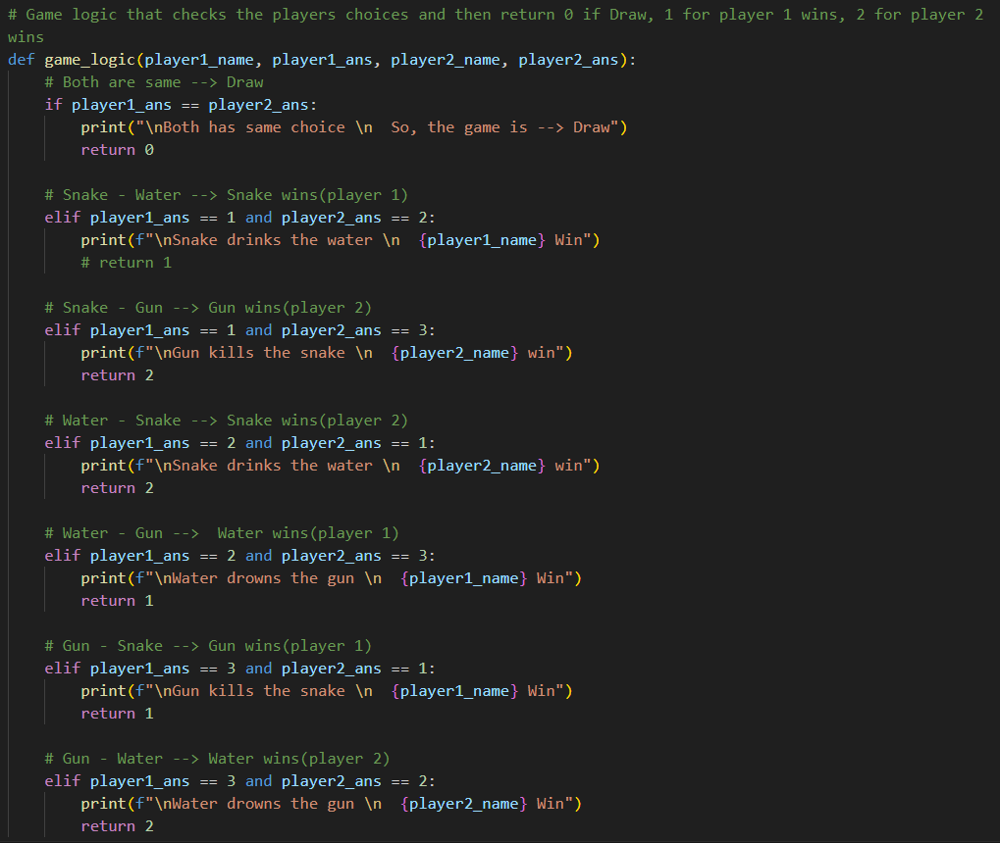 # Game logic that checks the players choices and then return 0 if Draw, 1 for player 1 wins, 2 for player 2
wins
def game_logic(player1_name, player1_ans, player2_name, player2_ans):
    # Both are same --> Draw
    if player1_ans == player2_ans:
        print("\nBoth has same choice \n  So, the game is --> Draw")
        return 0

    # Snake - Water --> Snake wins(player 1)
    elif player1_ans == 1 and player2_ans == 2:
        print(f"\nSnake drinks the water \n  {player1_name} Win")
        # return 1

    # Snake - Gun --> Gun wins(player 2)
    elif player1_ans == 1 and player2_ans == 3:
        print(f"\nGun kills the snake \n  {player2_name} win")
        return 2

    # Water - Snake --> Snake wins(player 2)
    elif player1_ans == 2 and player2_ans == 1:
        print(f"\nSnake drinks the water \n  {player2_name} win")
        return 2

    # Water - Gun -->  Water wins(player 1)
    elif player1_ans == 2 and player2_ans == 3:
        print(f"\nWater drowns the gun \n  {player1_name} Win")
        return 1

    # Gun - Snake --> Gun wins(player 1)
    elif player1_ans == 3 and player2_ans == 1:
        print(f"\nGun kills the snake \n  {player1_name} Win")
        return 1

    # Gun - Water --> Water wins(player 2)
    elif player1_ans == 3 and player2_ans == 2:
        print(f"\nWater drowns the gun \n  {player2_name} Win")
        return 2